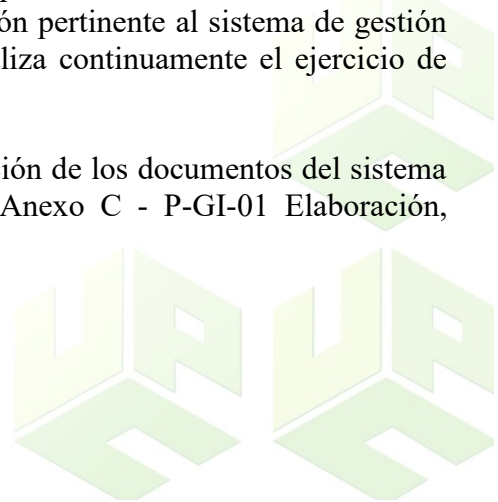 ón pertinente al sistema de gestión
liza continuamente el ejercicio de
sión de los documentos del sistema
Anexo C - P-GI-01 Elaboración,